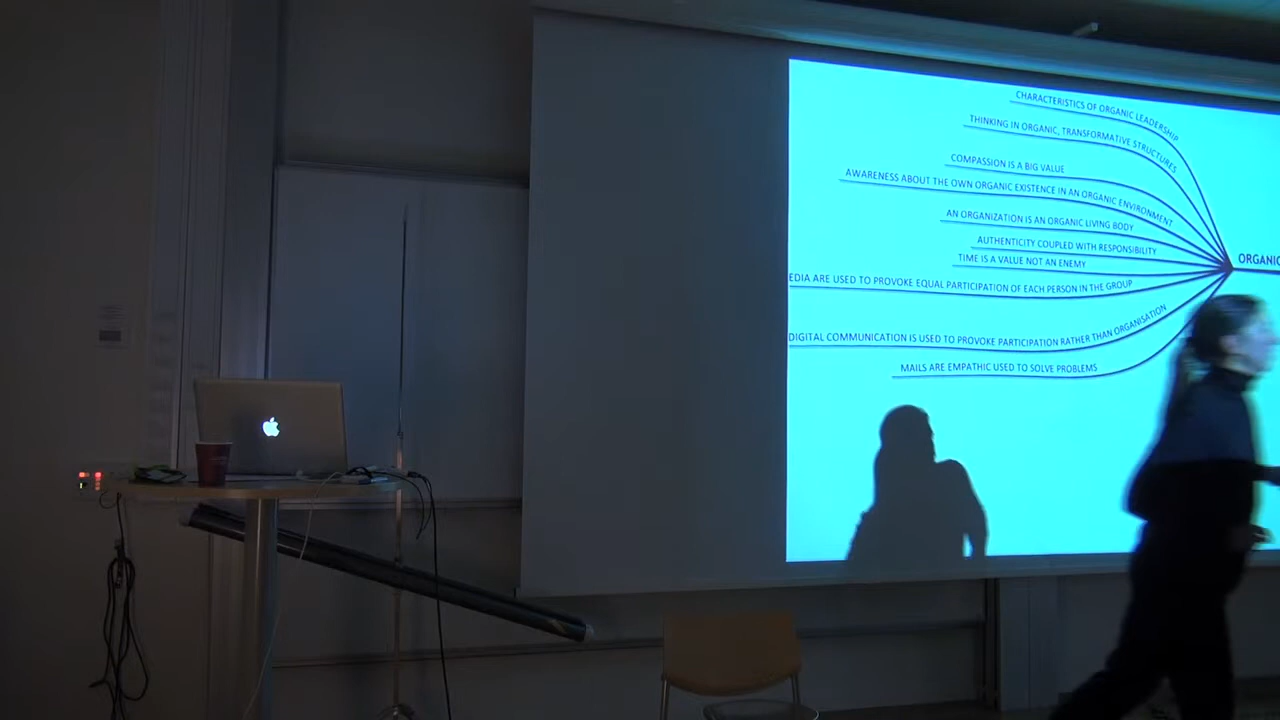 CHARACTERISTICS OF ORGANIC LEADERSHIP
THINKING IN ORGANIC, TRANSFORMATIVE STRUCTURES
COMPASSION IS A BIG VALUE
AWARENESS ABOUT THE OWN ORGANIC EXISTENCE IN AN ORGANIC ENVIRONMENT
AN ORGANIZATION IS AN ORGANIC LIVING BODY
AUTHENTICITY COUPLED WITH RESPONSIBILITY
TIME IS A VALUE NOT AN ENEMY
ORGANIC
EDIA ARE USED TO PROVOKE EQUAL PARTICIPATION OF EACH PERSON IN THE GROUP
DIGITAL COMMUNICATION IS USED TO PROVOKE PARTICIPATION RATHER THAN ORGANISATION
MAILS ARE EMPATHIC USED TO SOLVE PROBLEMS